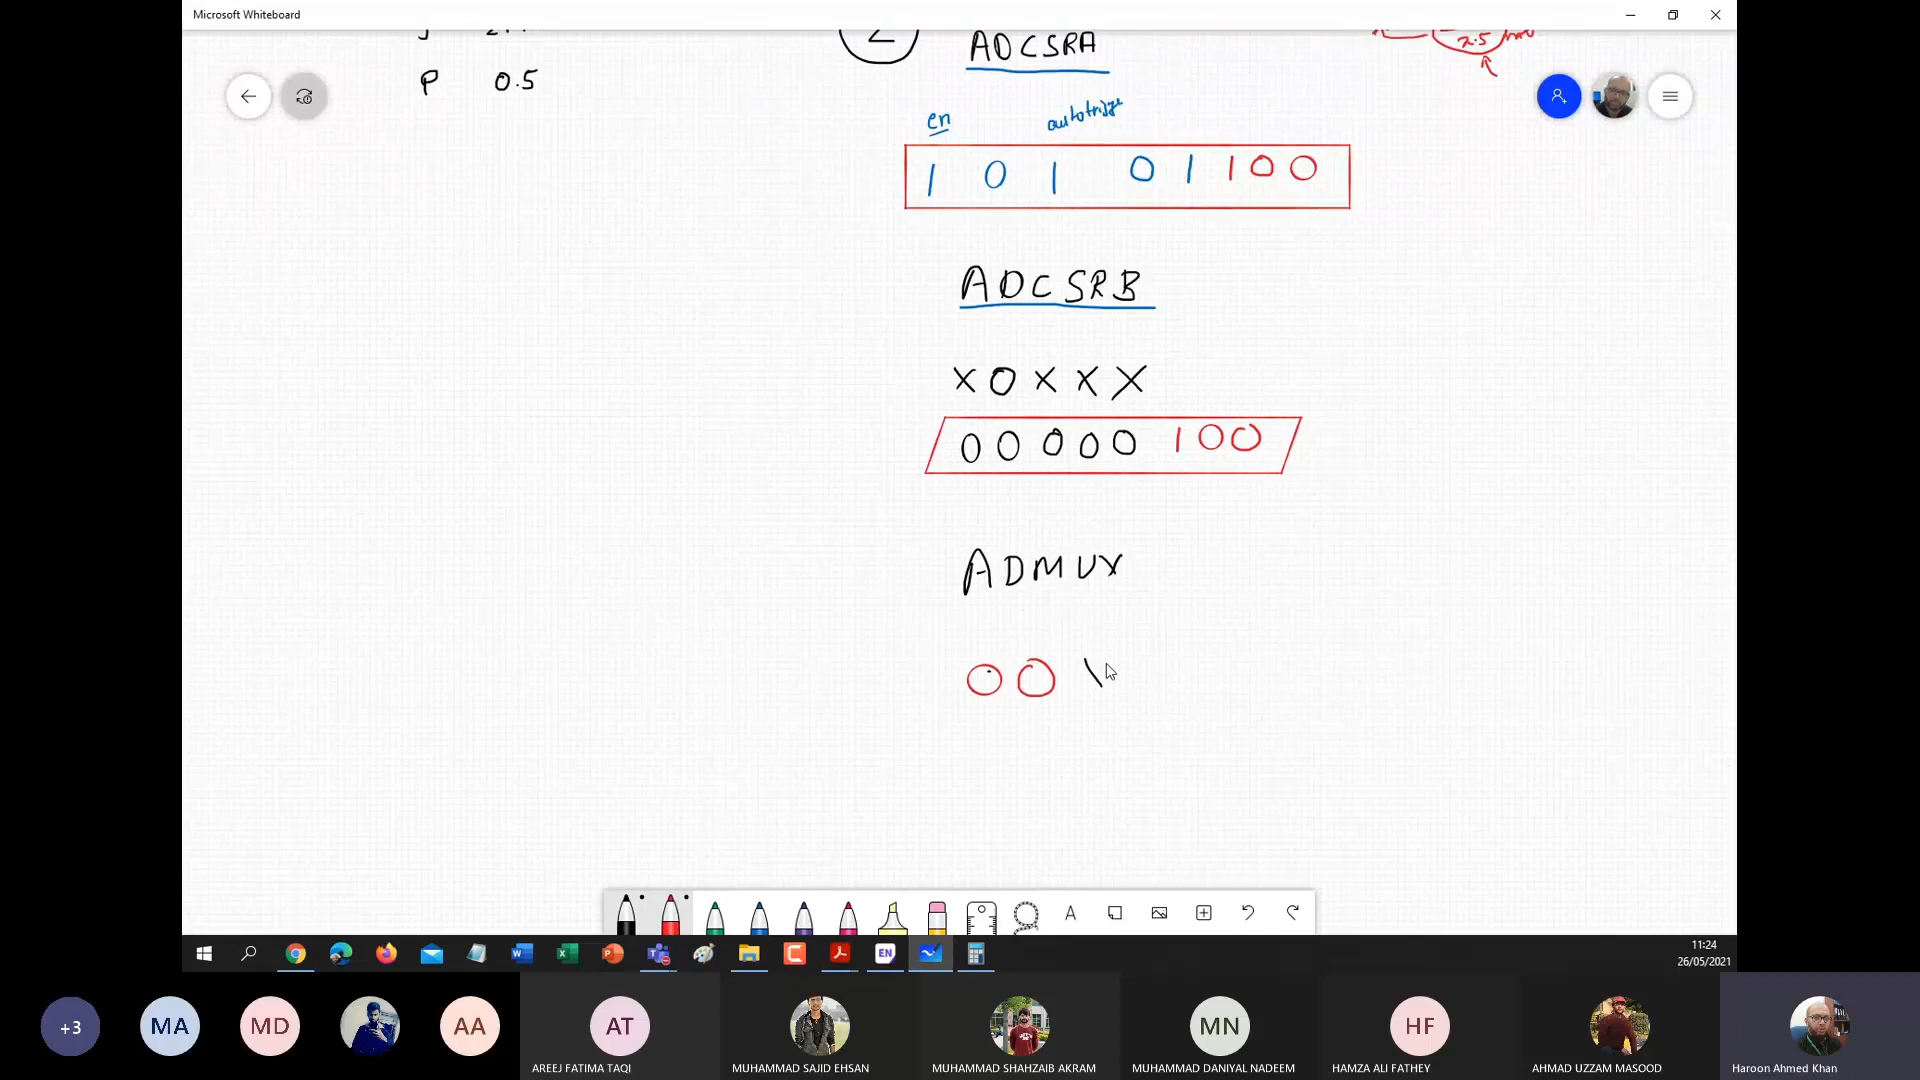 Microsoft Whiteboard
P 0.5
2
ADCSRA
2.5
en
1 0 1 0 1 1 0 0
ADCSRB
X 0 X X X
0 0 0 0 0 1 0 0
ADMUX
0 0 \
A
W
X
P
T
C
EN
11:24
26/05/2021
+3
MA
MD
AA
AT
MN
HF
AREEJ FATIMA TAQI
MUHAMMAD SAJID EHSAN
MUHAMMAD SHAHZAIB AKRAM
MUHAMMAD DANIYAL NADEEM
HAMZA ALI FATHEY
AHMAD UZZAM MASOOD
Haroon Ahmed Khan